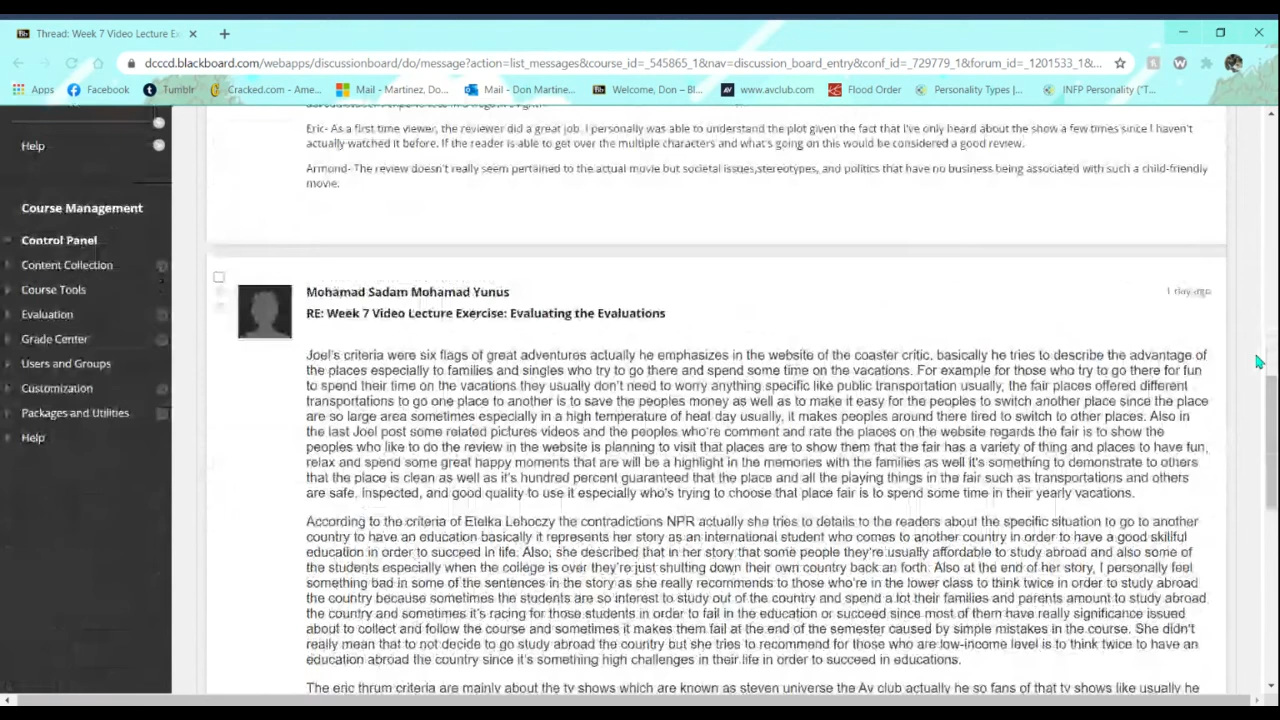 Thread: Week 7 Video Lecture Ex
dcccd.blackboard.com/webapps/discussionboard/do/message?action=list_messages&course_id=_545865_1&nav=discussion_board_entry&conf_id=_729779_1&forum_id=_1201533_1&...
Apps Facebook Tumblr Cracked.com - Ame... Mail - Martinez, Do... Mail - Don Martine... Welcome, Don – Bl... www.avclub.com Flood Order Personality Types |... INFP Personality ("T...
Eric- As a first time viewer, the reviewer did a great job. I personally was able to understand the plot given the fact that I've only heard about the show a few times since I haven't
actually watched it before. If the reader is able to get over the multiple characters and what's going on this would be considered a good review.
Armond- The review doesn't really seem pertained to the actual movie but societal issues,stereotypes, and politics that have no business being associated with such a child-friendly
movie.
Help
Course Management
Control Panel
Content Collection
Course Tools
Evaluation
Grade Center
Users and Groups
Customization
Packages and Utilities
Help
Mohamad Sadam Mohamad Yunus
1 day ago
RE: Week 7 Video Lecture Exercise: Evaluating the Evaluations
Joel's criteria were six flags of great adventures actually he emphasizes in the website of the coaster critic, basically he tries to describe the advantage of
the places especially to families and singles who try to go there and spend some time on the vacations. For example for those who try to go there for fun
to spend their time on the vacations they usually don't need to worry anything specific like public transportation usually, the fair places offered different
transportations to go one place to another is to save the peoples money as well as to make it easy for the peoples to switch another place since the place
are so large area sometimes especially in a high temperature of heat day usually, it makes peoples around there tired to switch to other places. Also in
the last Joel post some related pictures videos and the peoples who're comment and rate the places on the website regards the fair is to show the
peoples who like to do the review in the website is planning to visit that places are to show them that the fair has a variety of thing and places to have fun,
relax and spend some great happy moments that are will be a highlight in the memories with the families as well it's something to demonstrate to others
that the place is clean as well as it's hundred percent guaranteed that the place and all the playing things in the fair such as transportations and others
are safe. Inspected, and good quality to use it especially who's trying to choose that place fair is to spend some time in their yearly vacations.
According to the criteria of Etelka Lehoczy the contradictions NPR actually she tries to details to the readers about the specific situation to go to another
country to have an education basically it represents her story as an international student who comes to another country in order to have a good skillful
education in order to succeed in life. Also, she described that in her story that some people they're usually affordable to study abroad and also some of
the students especially when the college is over they're just shutting down their own country back an forth. Also at the end of her story, I personally feel
something bad in some of the sentences in the story as she really recommends to those who're in the lower class to think twice in order to study abroad
the country because sometimes the students are so interest to study out of the country and spend a lot their families and parents amount to study abroad
the country and sometimes it's racing for those students in order to fail in the education or succeed since most of them have really significance issued
about to collect and follow the course and sometimes it makes them fail at the end of the semester caused by simple mistakes in the course. She didn't
really mean that to not decide to go study abroad the country but she tries to recommend for those who are low-income level is to think twice to have an
education abroad the country since it's something high challenges in their life in order to succeed in educations.
The eric thrum criteria are mainly about the tv shows which are known as steven universe the Av club actually he so fans of that tv shows like usually he